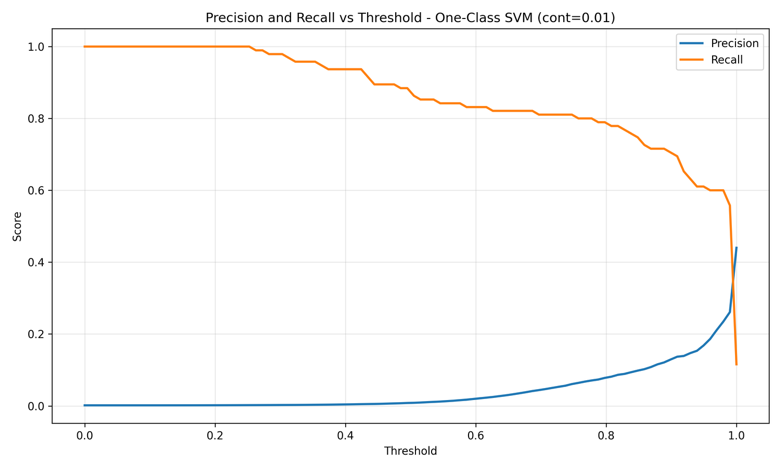 Precision and Recall vs Threshold - One-Class SVM (cont=0.01)
Precision
Recall
Score
1.0
0.8
0.6
0.4
0.2
0.0
0.0 0.2 0.4 0.6 0.8 1.0
Threshold